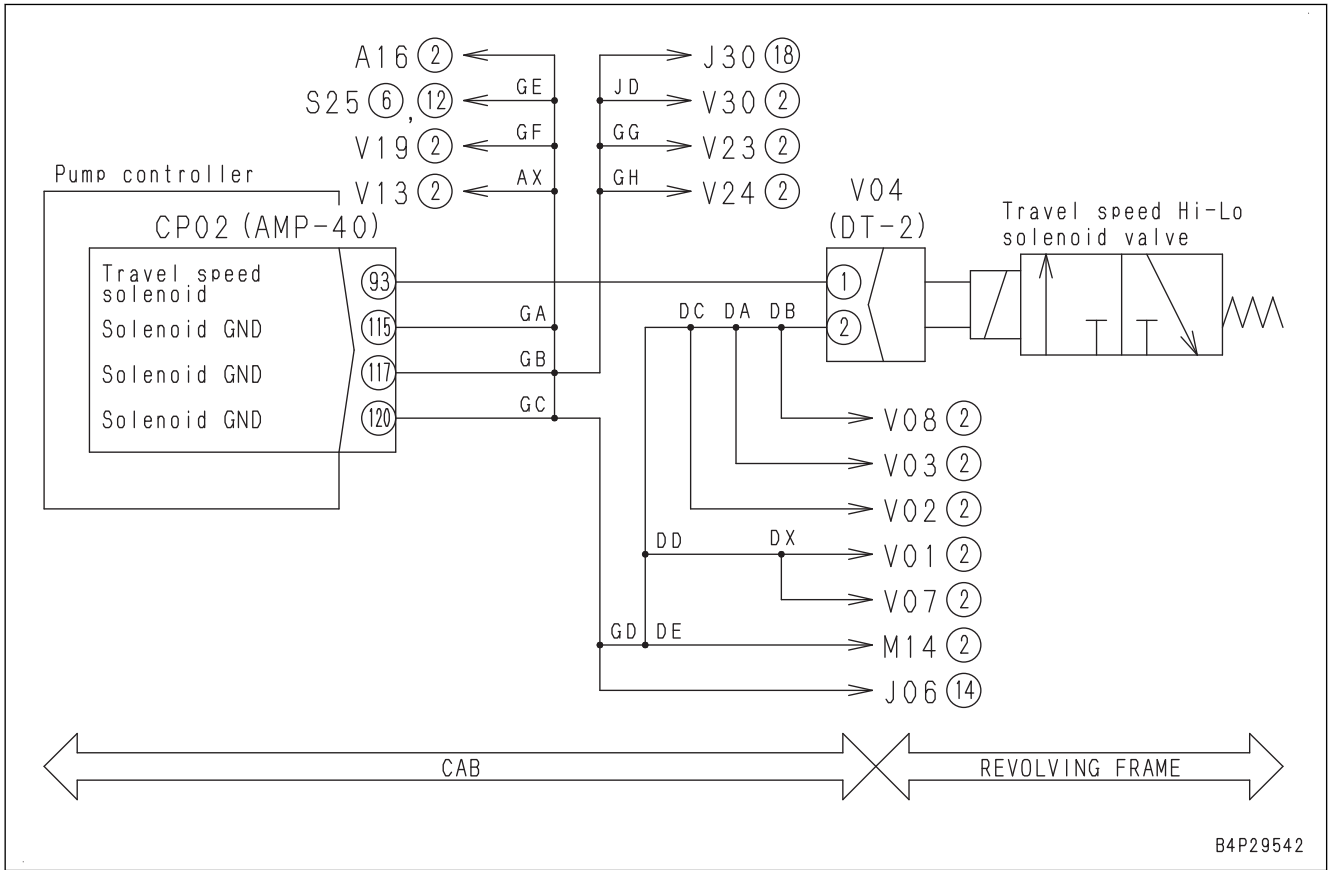 A16 2
S25 6 , 12
V19 2
V13 2
GE
GF
AX
J30 18
JD V30 2
GG V23 2
GH V24 2
Pump controller
CP02 (AMP-40)
Travel speed
solenoid 93
Solenoid GND 115 GA
Solenoid GND 117 GB
Solenoid GND 120 GC
V04
(DT-2)
1
2
Travel speed Hi-Lo
solenoid valve
DC DA DB
V08 2
V03 2
V02 2
DD DX V01 2
V07 2
GD DE M14 2
J06 14
CAB
REVOLVING FRAME
B4P29542